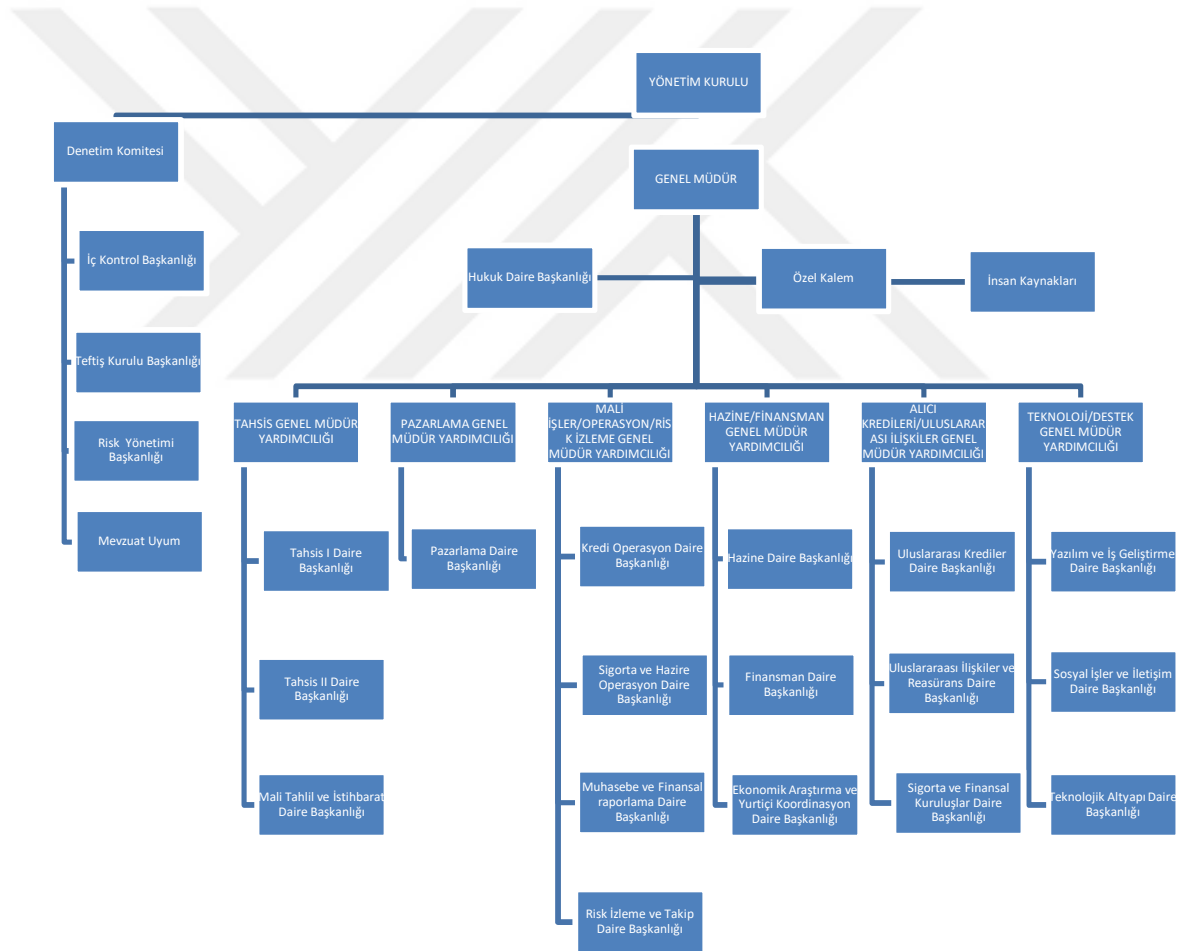 YÖNETİM KURULU
Denetim Komitesi
GENEL MÜDÜR
İç Kontrol Başkanlığı
Hukuk Daire Başkanlığı
Özel Kalem
İnsan Kaynakları
Teftiş Kurulu Başkanlığı
Risk Yönetimi
Başkanlığı
Mevzuat Uyum
TAHSIS GENEL MÜDÜR
YARDIMCILIĞI
Tahsis I Daire
Başkanlığı
Tahsis II Daire
Başkanlığı
Mali Tahlil ve İstihbarat
Daire Başkanlığı
PAZARLAMA GENEL
MÜDÜR YARDIMCILIĞI
Pazarlama Daire
Başkanlığı
MALI
İŞLER/OPERASYON/RİS
K İZLEME GENEL
MÜDÜR YARDIMCILIĞI
Kredi Operasyon Daire
Başkanlığı
Sigorta ve Hazire
Operasyon Daire
Başkanlığı
Muhasebe ve Finansal
raporlama Daire
Başkanlığı
Risk İzleme ve Takip
Daire Başkanlığı
HAZİNE/FİNANSMAN
GENEL MÜDÜR
YARDIMCILIĞI
Hazine Daire Başkanlığı
Finansman Daire
Başkanlığı
Ekonomik Araştırma ve
Yurtiçi Koordinasyon
Daire Başkanlığı
ALICI
KREDİLERİ/ULUSLARAR
ASI İLİŞKİLER GENEL
MÜDÜR YARDIMCILIĞI
Uluslararası Krediler
Daire Başkanlığı
Uluslararaası İlişkiler ve
Reasürans Daire
Başkanlığı
Sigorta ve Finansal
Kuruluşlar Daire
Başkanlığı
TEKNOLOJİ/DESTEK
GENEL MÜDÜR
YARDIMCILIĞI
Yazılım ve İş Geliştirme
Daire Başkanlığı
Sosyal İşler ve İletişim
Daire Başkanlığı
Teknolojik Altyapı Daire
Başkanlığı